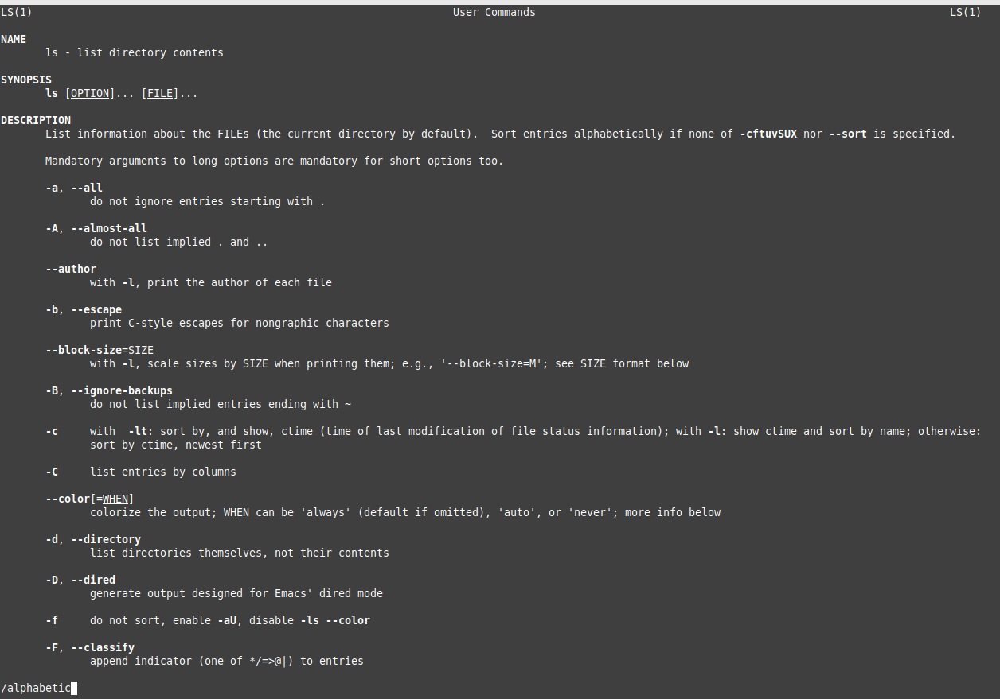 LS(1) User Commands LS(1)
NAME
ls - list directory contents
SYNOPSIS
ls [OPTION]... [FILE]...
DESCRIPTION
List information about the FILEs (the current directory by default).  Sort entries alphabetically if none of -cftuvSUX nor --sort is specified.
Mandatory arguments to long options are mandatory for short options too.
-a, --all
do not ignore entries starting with .
-A, --almost-all
do not list implied . and ..
--author
with -l, print the author of each file
-b, --escape
print C-style escapes for nongraphic characters
--block-size=SIZE
with -l, scale sizes by SIZE when printing them; e.g., '--block-size=M'; see SIZE format below
-B, --ignore-backups
do not list implied entries ending with ~
-c with  -lt: sort by, and show, ctime (time of last modification of file status information); with -l: show ctime and sort by name; otherwise:
sort by ctime, newest first
-C list entries by columns
--color[=WHEN]
colorize the output; WHEN can be 'always' (default if omitted), 'auto', or 'never'; more info below
-d, --directory
list directories themselves, not their contents
-D, --dired
generate output designed for Emacs' dired mode
-f do not sort, enable -aU, disable -ls --color
-F, --classify
append indicator (one of */=>@|) to entries
/alphabetic